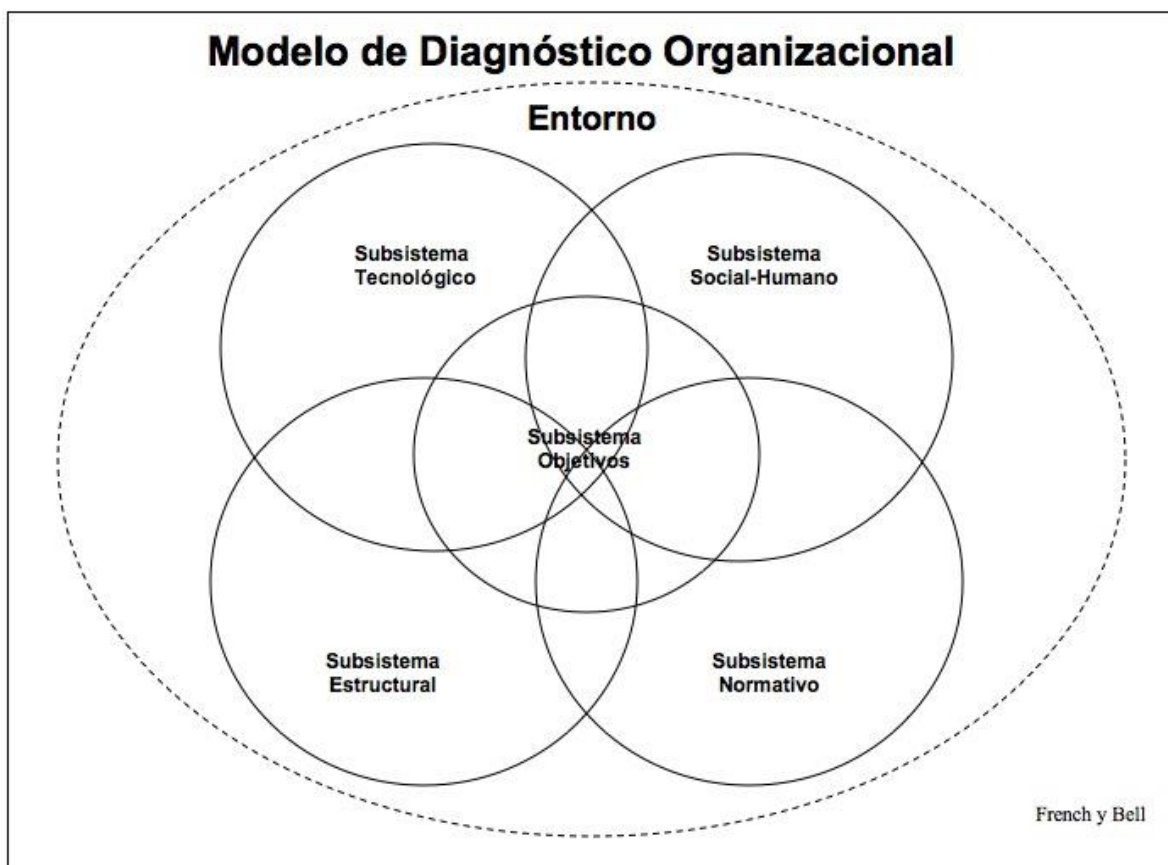 Modelo de Diagnóstico Organizacional
Entorno
Subsistema
Tecnológico
Subsistema
Social-Humano
Subsistema
Objetivos
Subsistema
Estructural
Subsistema
Normativo
French y Bell